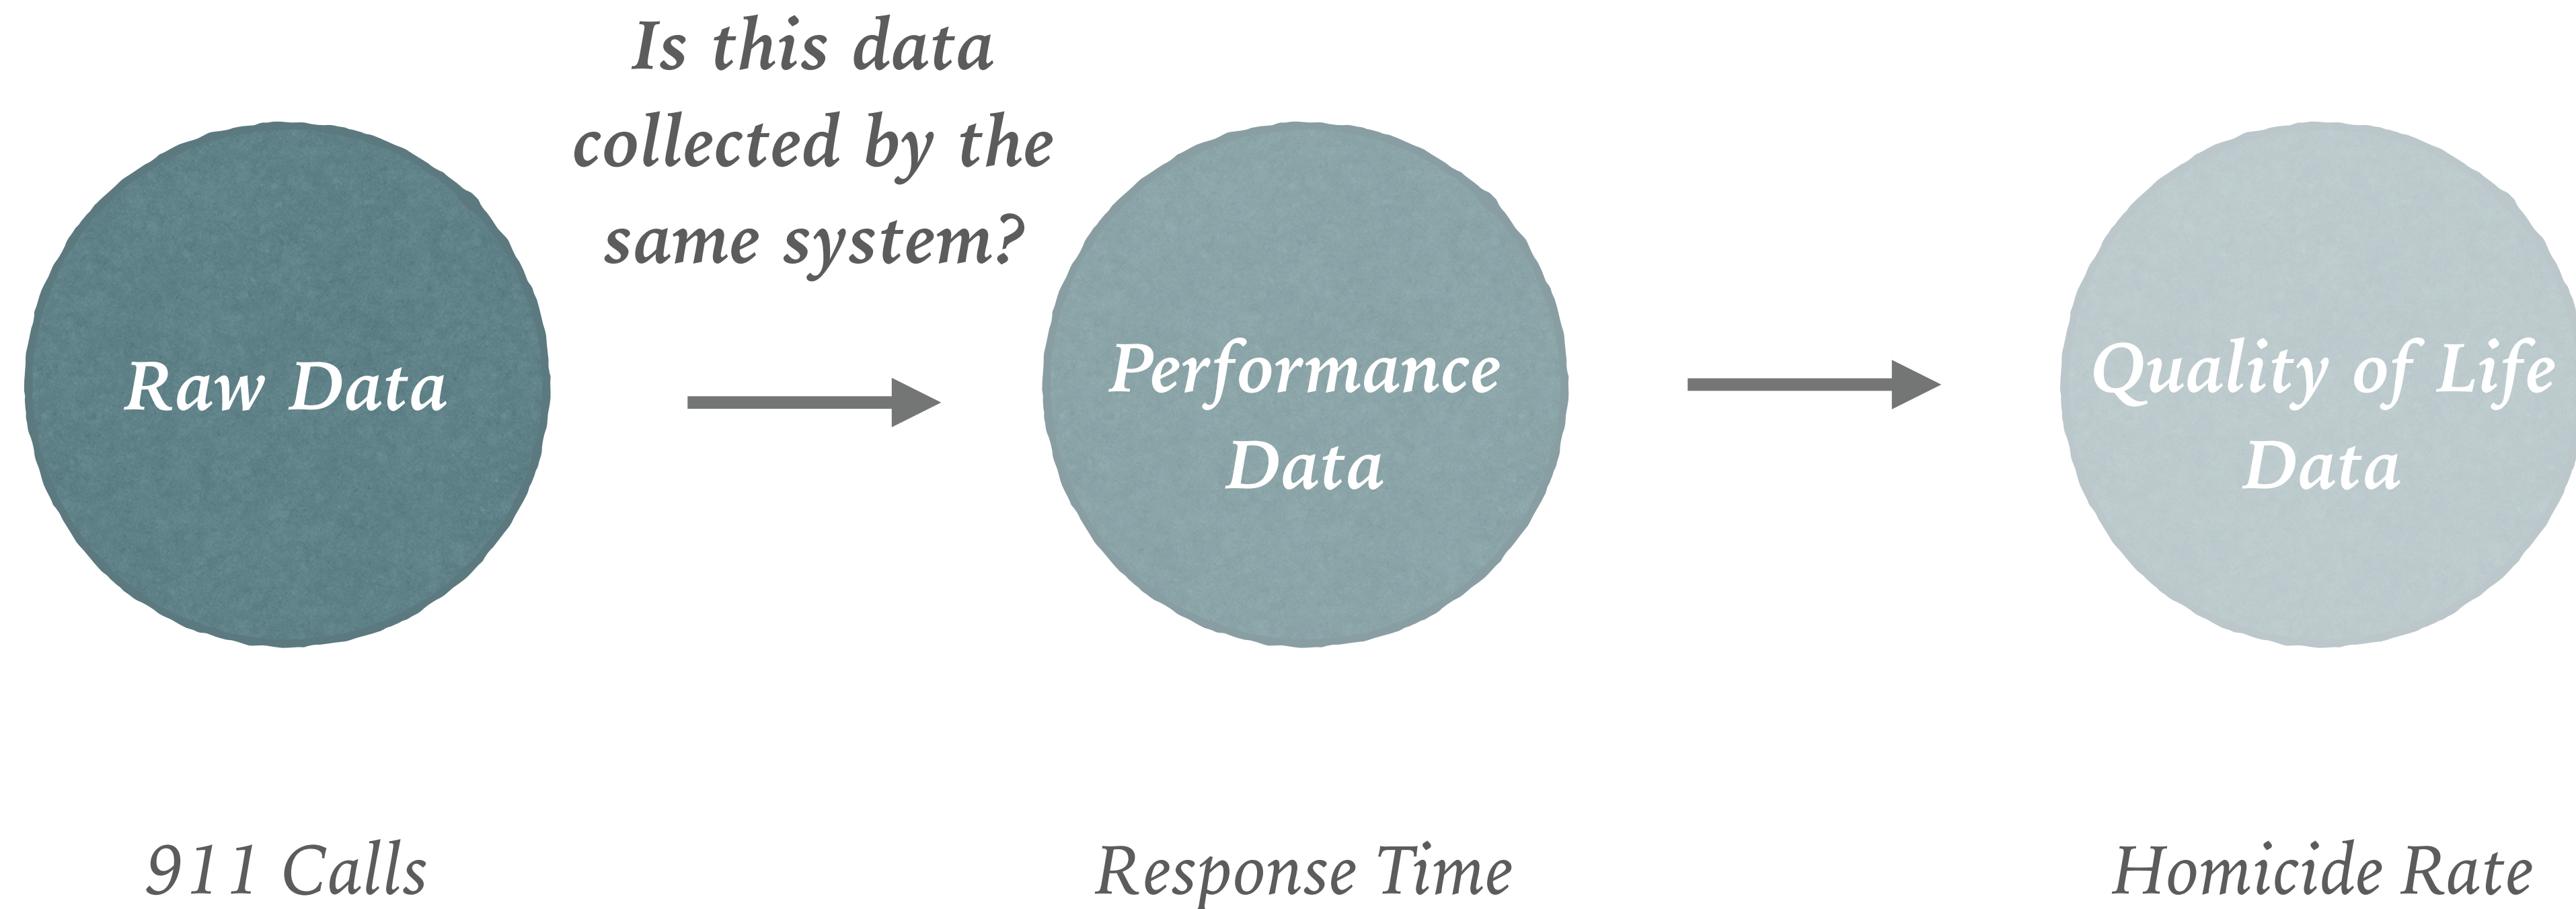 Is this data
collected by the
same system?
Raw Data
Performance
Data
Quality of Life
Data
911 Calls
Response Time
Homicide Rate